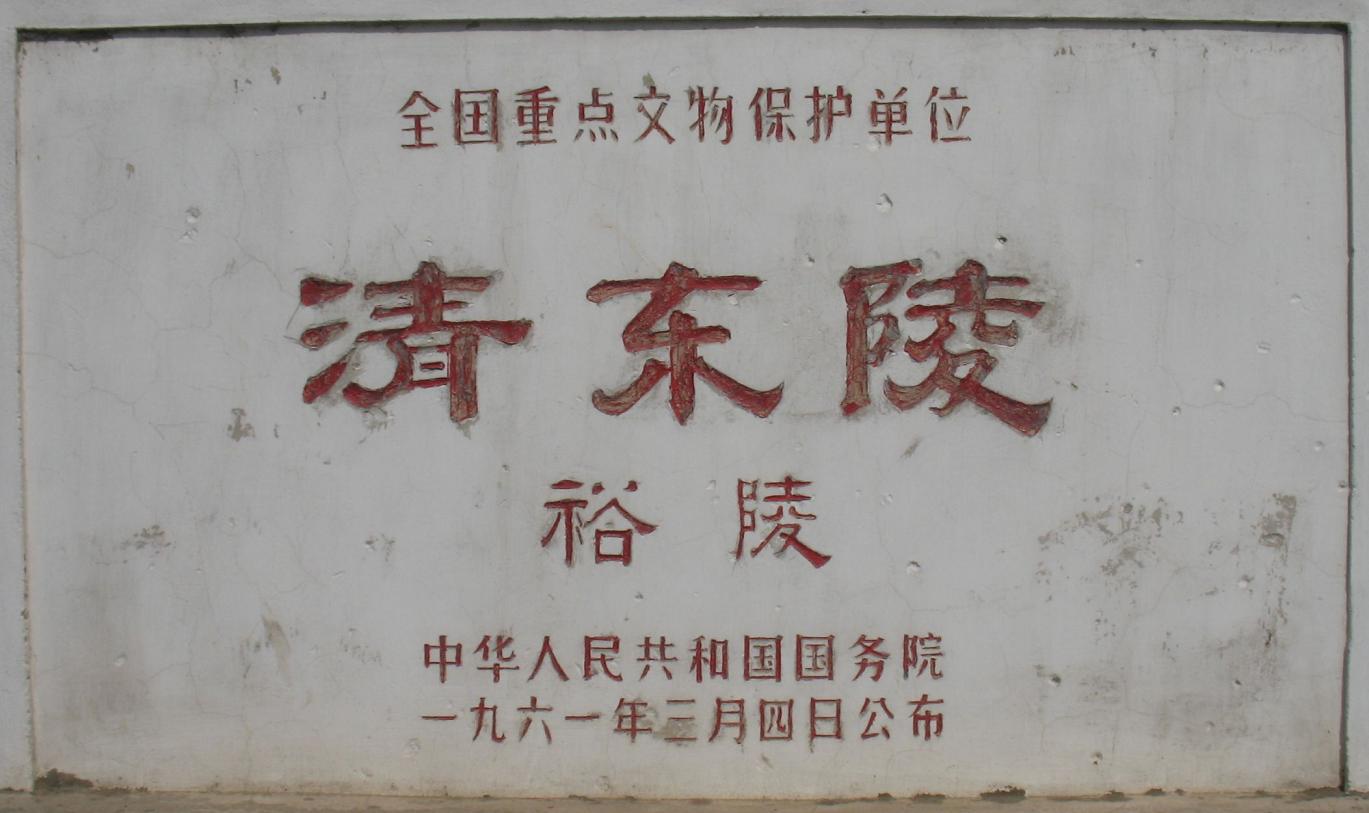 全国重点文物保护单位
清东陵
裕陵
中华人民共和国国务院
一九六一年三月四日公布